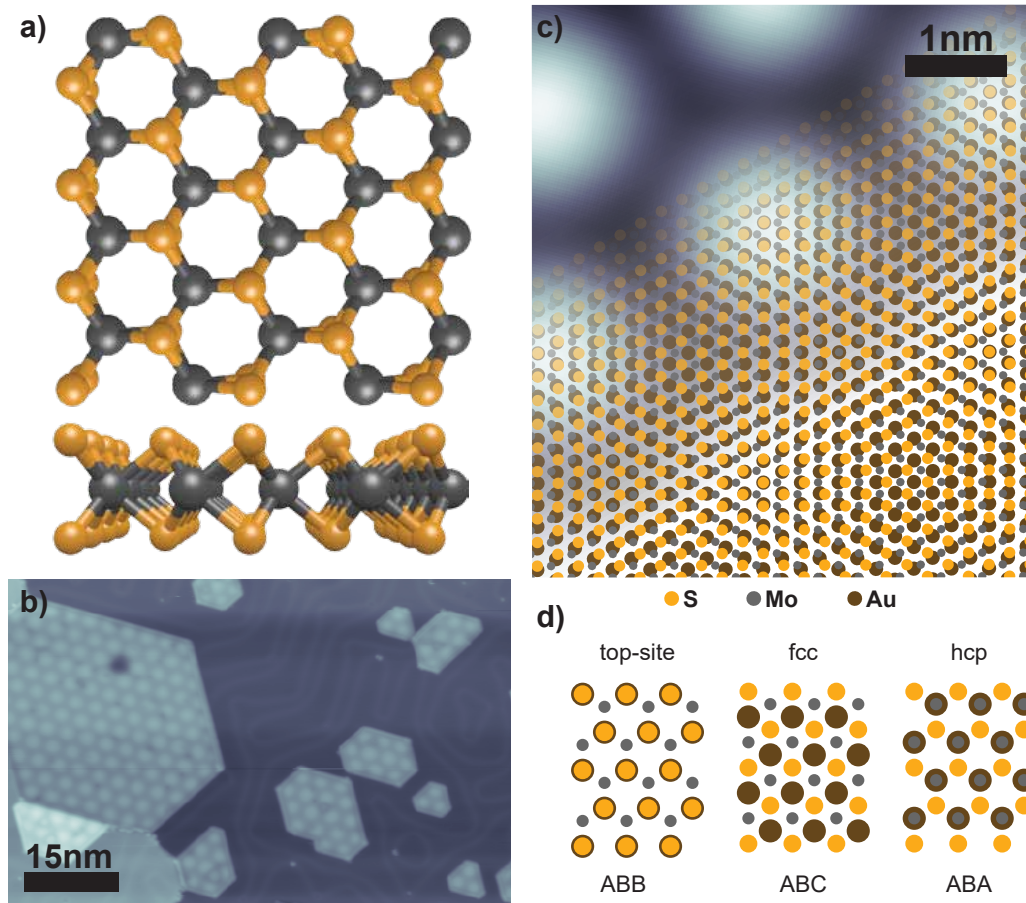 a)
c)
1nm
b)
15nm
S Mo Au
d)
top-site fcc hcp
ABB ABC ABA